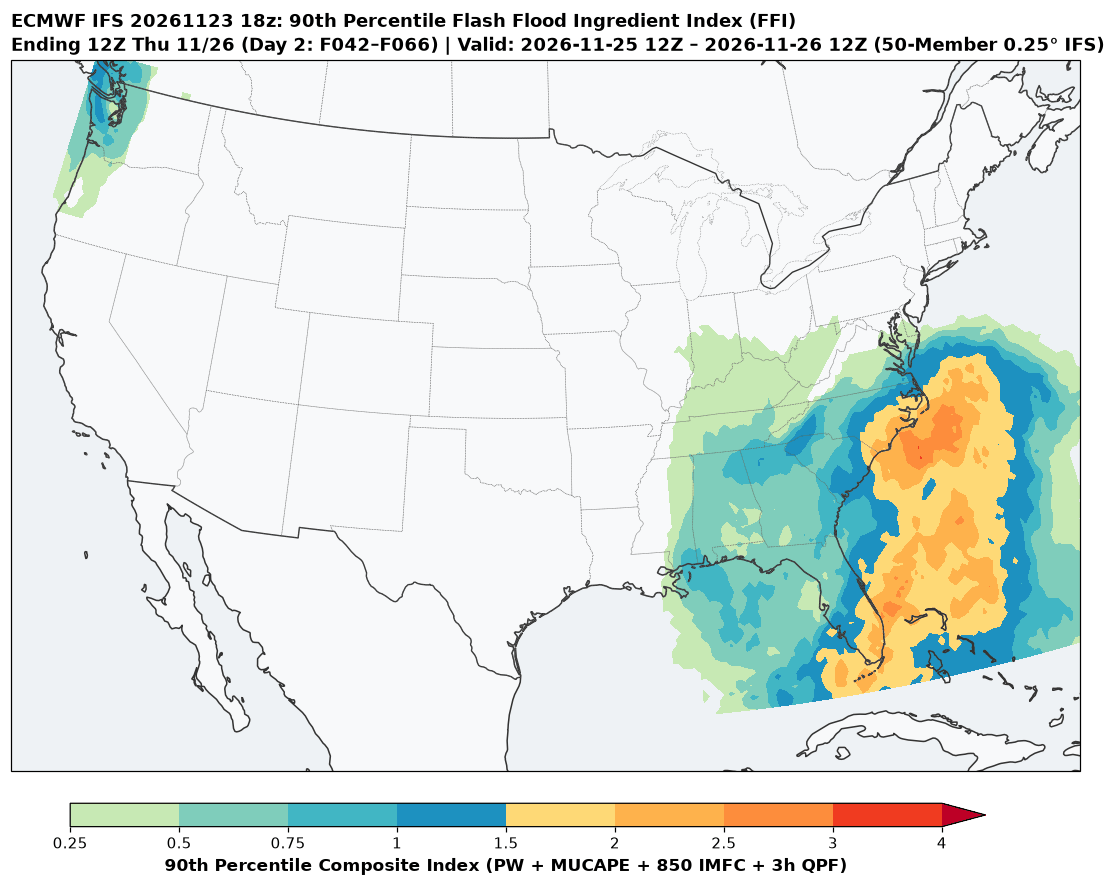 ECMWF IFS 20261123 18z: 90th Percentile Flash Flood Ingredient Index (FFI)
Ending 12Z Thu 11/26 (Day 2: F042–F066) | Valid: 2026-11-25 12Z – 2026-11-26 12Z (50-Member 0.25° IFS)
0.25 0.5 0.75 1 1.5 2 2.5 3 4
90th Percentile Composite Index (PW + MUCAPE + 850 IMFC + 3h QPF)